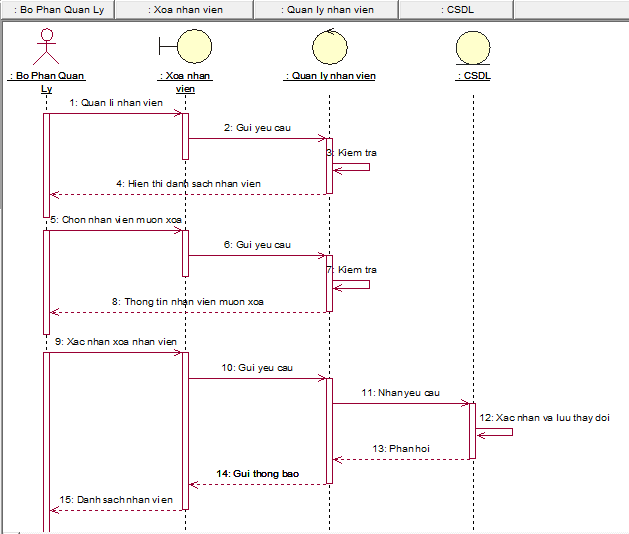 : Bo Phan Quan Ly : Xoa nhan vien : Quan ly nhan vien : CSDL
: Bo Phan Quan
Ly
: Xoa nhan
vien
: Quan ly nhan vien
: CSDL
1: Quan li nhan vien
2: Gui yeu cau
3: Kiem tra
4: Hien thi danh sach nhan vien
5: Chon nhan vien muon xoa
6: Gui yeu cau
7: Kiem tra
8: Thong tin nhan vien muon xoa
9: Xac nhan xoa nhan vien
10: Gui yeu cau
11: Nhan yeu cau
12: Xac nhan va luu thay doi
13: Phan hoi
14: Gui thong bao
15: Danh sach nhan vien